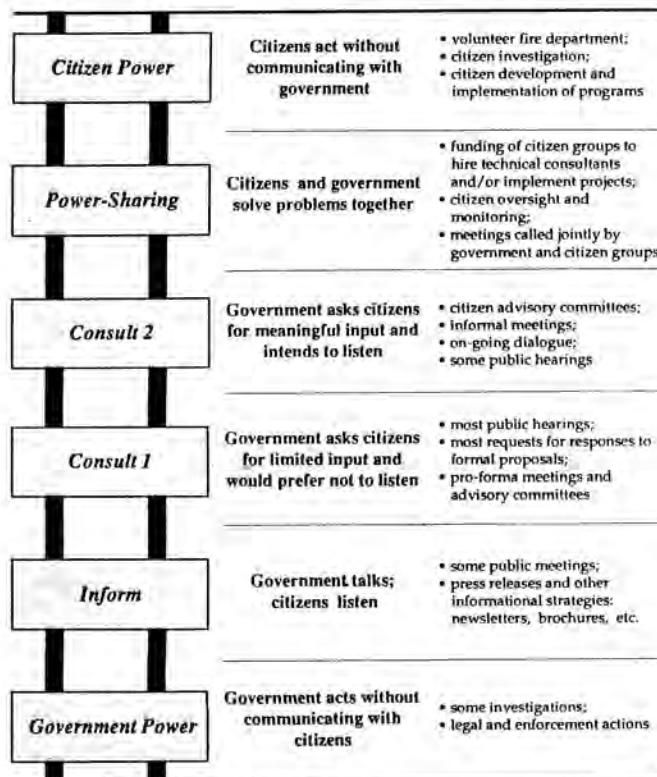 Citizen Power
Citizens act without
communicating with
government
• volunteer fire department;
• citizen investigation;
• citizen development and
implementation of programs
Power-Sharing
Citizens and government
solve problems together
• funding of citizen groups to
hire technical consultants
and/or implement projects;
• citizen oversight and
monitoring;
• meetings called jointly by
government and citizen groups
Consult 2
Government asks citizens
for meaningful input and
intends to listen
• citizen advisory committees;
• informal meetings;
• on-going dialogue;
• some public hearings
Consult 1
Government asks citizens
for limited input and
would prefer not to listen
• most public hearings;
• most requests for responses to
formal proposals;
• pro-forma meetings and
advisory committees
Inform
Government talks;
citizens listen
• some public meetings;
• press releases and other
informational strategies:
newsletters, brochures, etc.
Government Power
Government acts without
communicating with
citizens
• some investigations;
• legal and enforcement actions